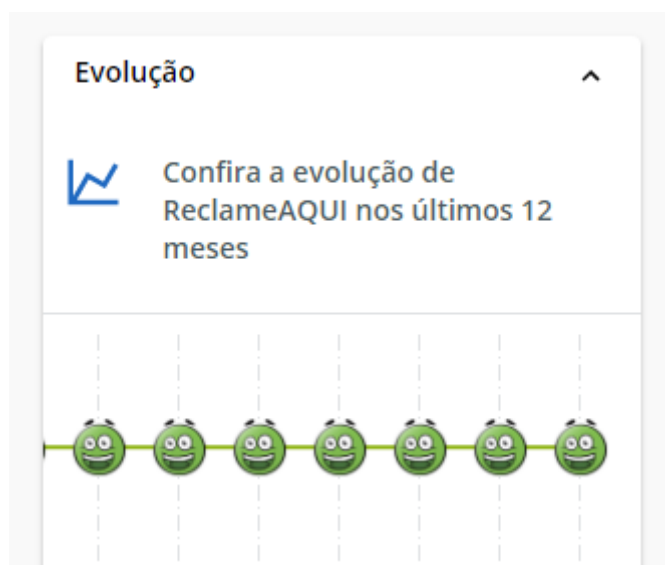 Evolução
Confira a evolução de
ReclameAQUI nos últimos 12
meses